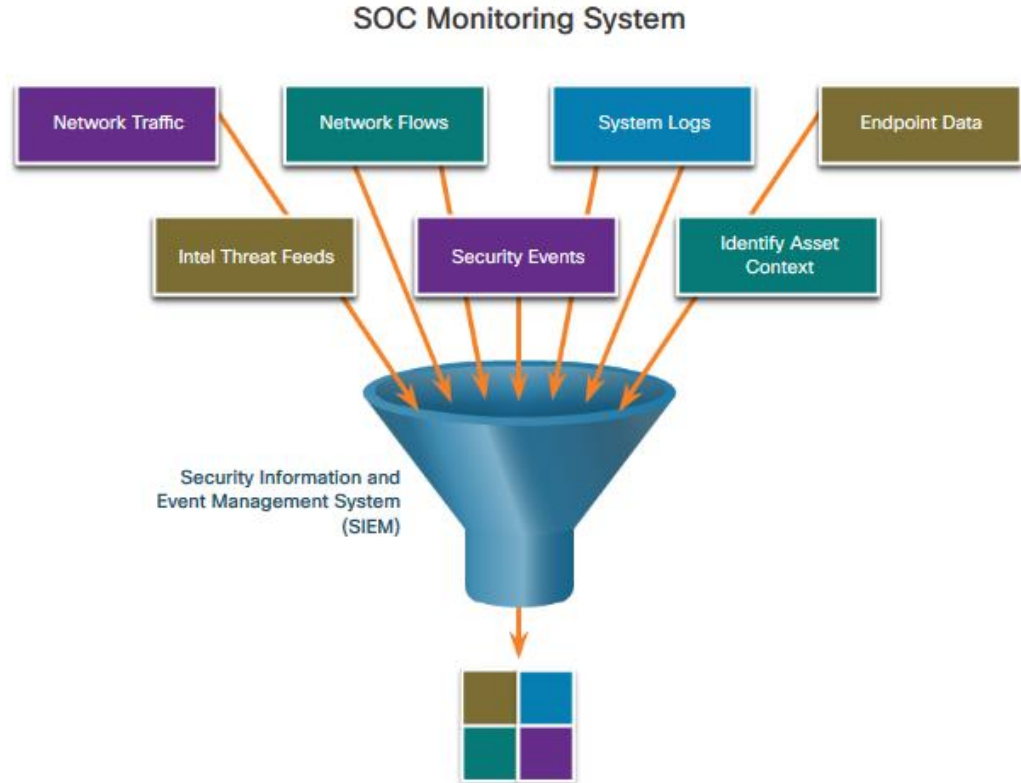 SOC Monitoring System
Network Traffic
Network Flows
System Logs
Endpoint Data
Intel Threat Feeds
Security Events
Identify Asset
Context
Security Information and
Event Management System
(SIEM)